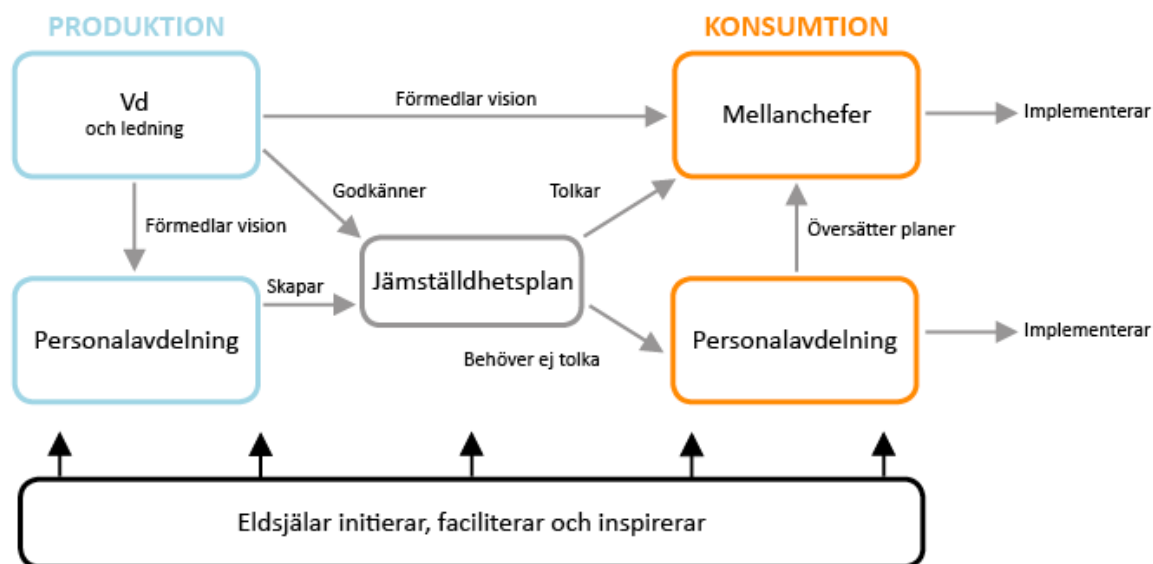 PRODUKTION
KONSUMTION
Vd
och ledning
Förmedlar vision
Mellanchefer
Implementerar
Godkänner
Tolkar
Förmedlar vision
Översätter planer
Jämställdhetsplan
Skapar
Personalavdelning
Personalavdelning
Implementerar
Behöver ej tolka
Eldsjälar initierar, faciliterar och inspirerar